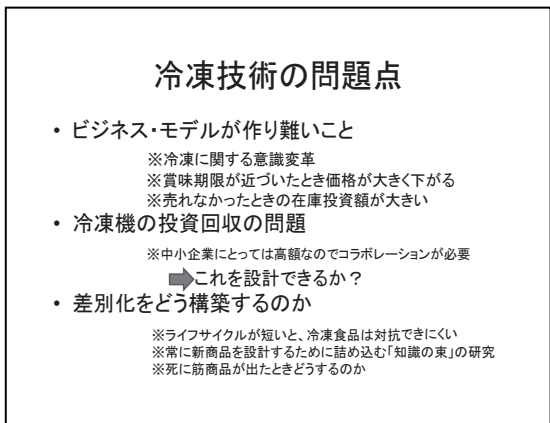 冷凍技術の問題点
• ビジネス・モデルが作り難いこと
※冷凍に関する意識変革
※賞味期限が近づいたとき価格が大きく下がる
※売れなかったときの在庫投資額が大きい
• 冷凍機の投資回収の問題
※中小企業にとっては高額なのでコラボレーションが必要
➡これを設計できるか？
• 差別化をどう構築するのか
※ライフサイクルが短いと、冷凍食品は対抗できにくい
※常に新商品を設計するために詰め込む「知識の束」の研究
※死に筋商品が出たときどうするのか